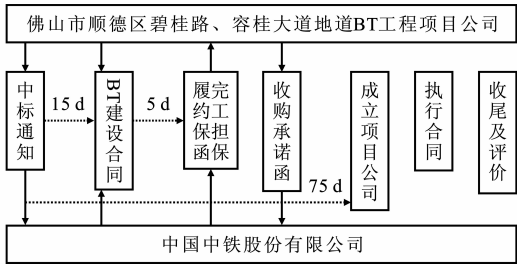 佛山市顺德区碧桂路、容桂大道地道BT工程项目公司
中标通知
15 d
BT建设合同
5 d
履约保函
完工担保
收购承诺函
成立项目公司
执行合同
收尾及评价
75 d
中国中铁股份有限公司